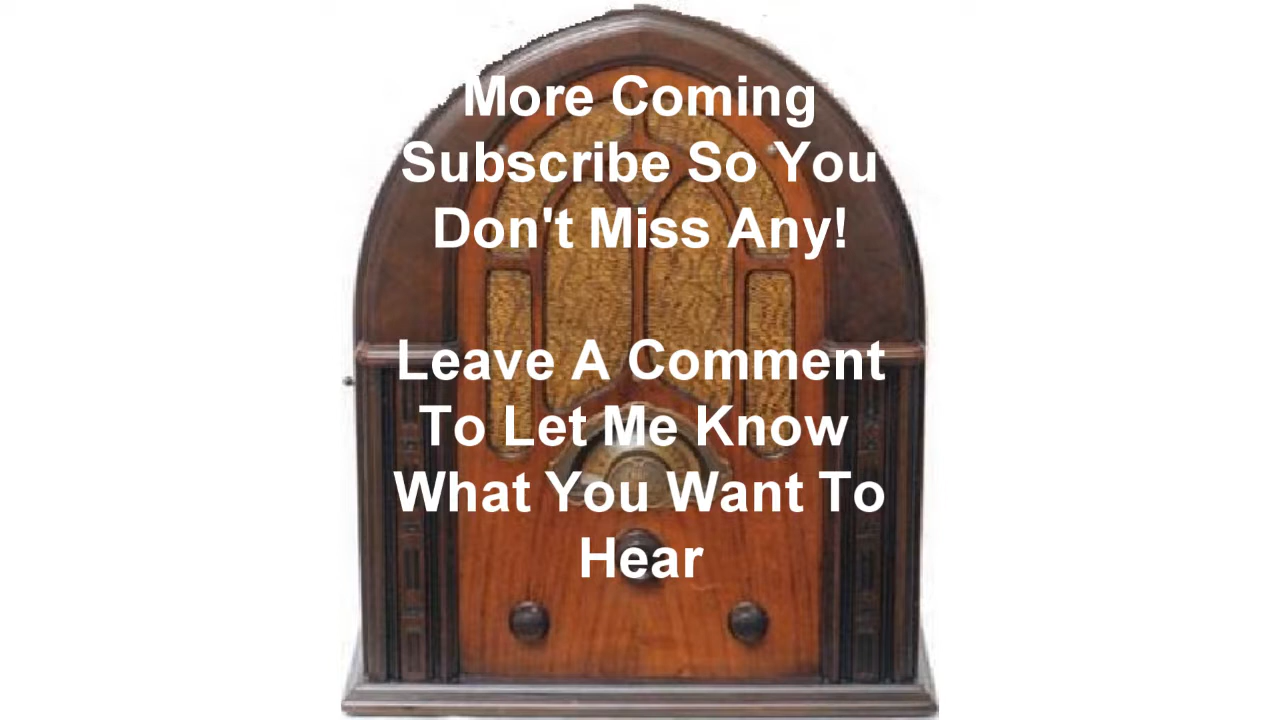 More Coming
Subscribe So You
Don't Miss Any!
Leave A Comment
To Let Me Know
What You Want To
Hear